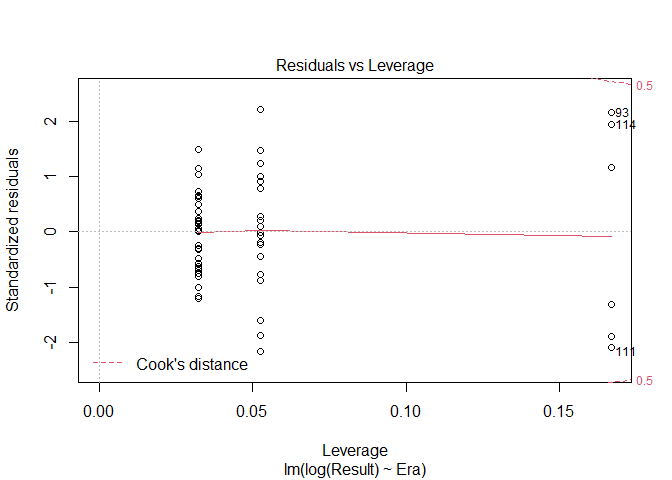 Residuals vs Leverage
0.5
93
114
2
1
0
-1
-2
Standardized residuals
111
Cook's distance
0.5
0.00
0.05
0.10
0.15
Leverage
lm(log(Result) ~ Era)